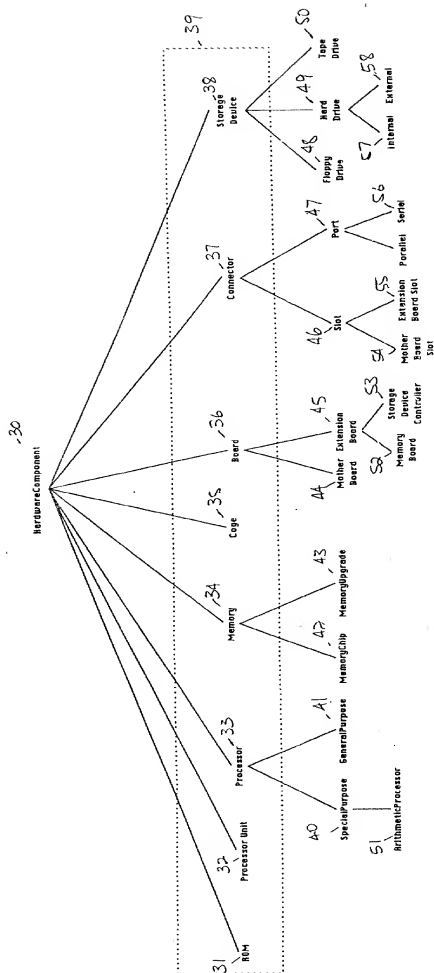 30
HardwareComponent
39
31
ROM
32
Processor Unit
33
Processor
34
Memory
35
Cage
36
Board
37
Connector
38
Storage
Device
40
SpecialPurpose
41
GeneralPurpose
42
MemoryChip
43
MemoryUpgrade
44
Mother
Board
45
Extension
Board
46
Slot
47
Port
48
Floppy
Drive
49
Hard
Drive
50
Tape
Drive
51
ArithmeticProcessor
52
Memory
Board
53
Storage
Device
Controller
54
Mother
Board
Slot
55
Extension
Board Slot
Parallel
56
Serial
57
Internal
58
External